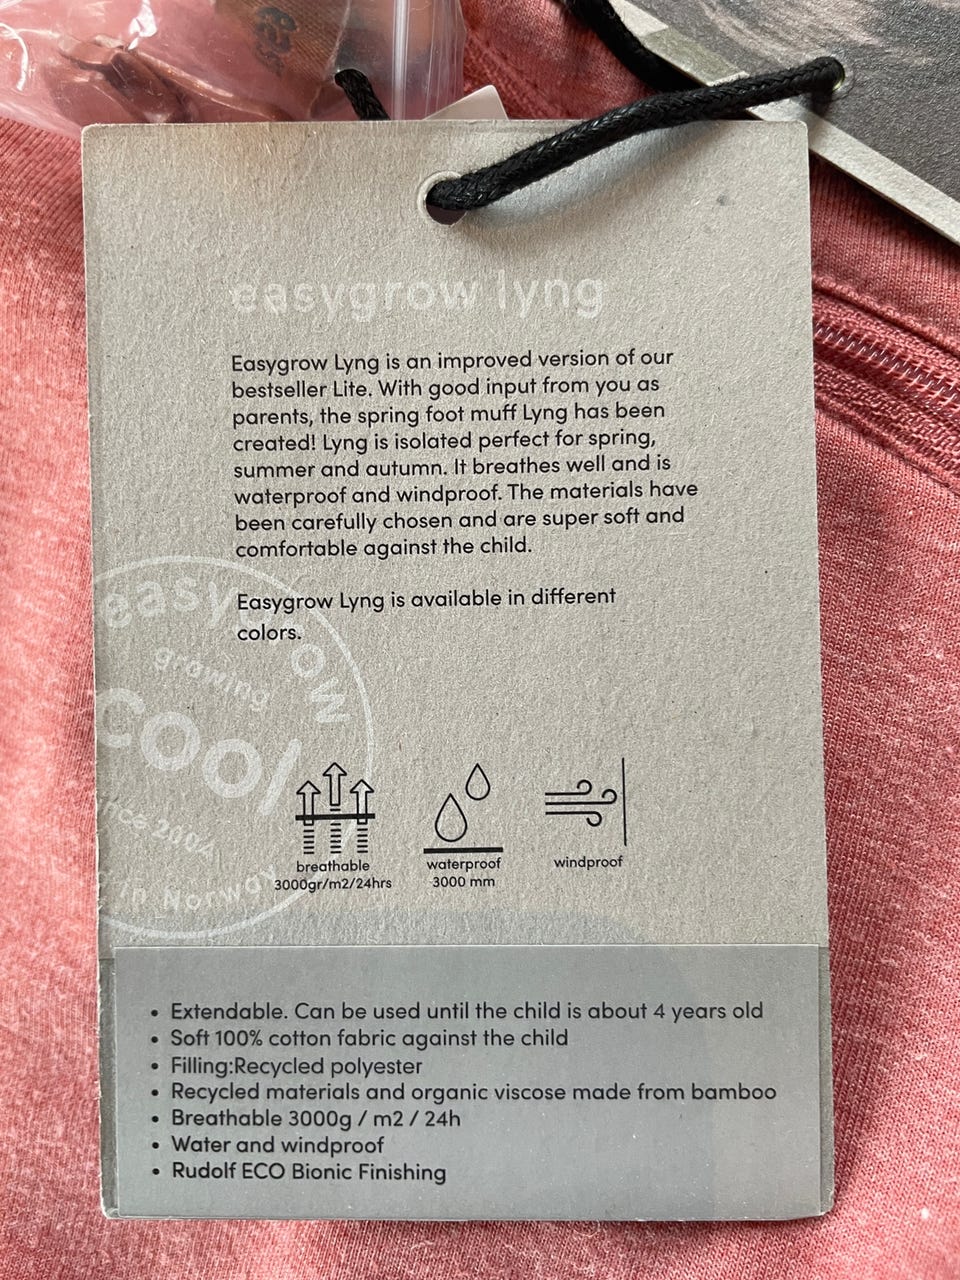 easygrow lyng
Easygrow Lyng is an improved version of our
bestseller Lite. With good input from you as
parents, the spring foot muff Lyng has been
created! Lyng is isolated perfect for spring,
summer and autumn. It breathes well and is
waterproof and windproof. The materials have
been carefully chosen and are super soft and
comfortable against the child.
Easygrow Lyng is available in different
colors.
easygrow
growing
cool
2004
in Norway
breathable
3000gr/m2/24hrs
waterproof
3000 mm
windproof
• Extendable. Can be used until the child is about 4 years old
• Soft 100% cotton fabric against the child
• Filling:Recycled polyester
• Recycled materials and organic viscose made from bamboo
• Breathable 3000g / m2 / 24h
• Water and windproof
• Rudolf ECO Bionic Finishing